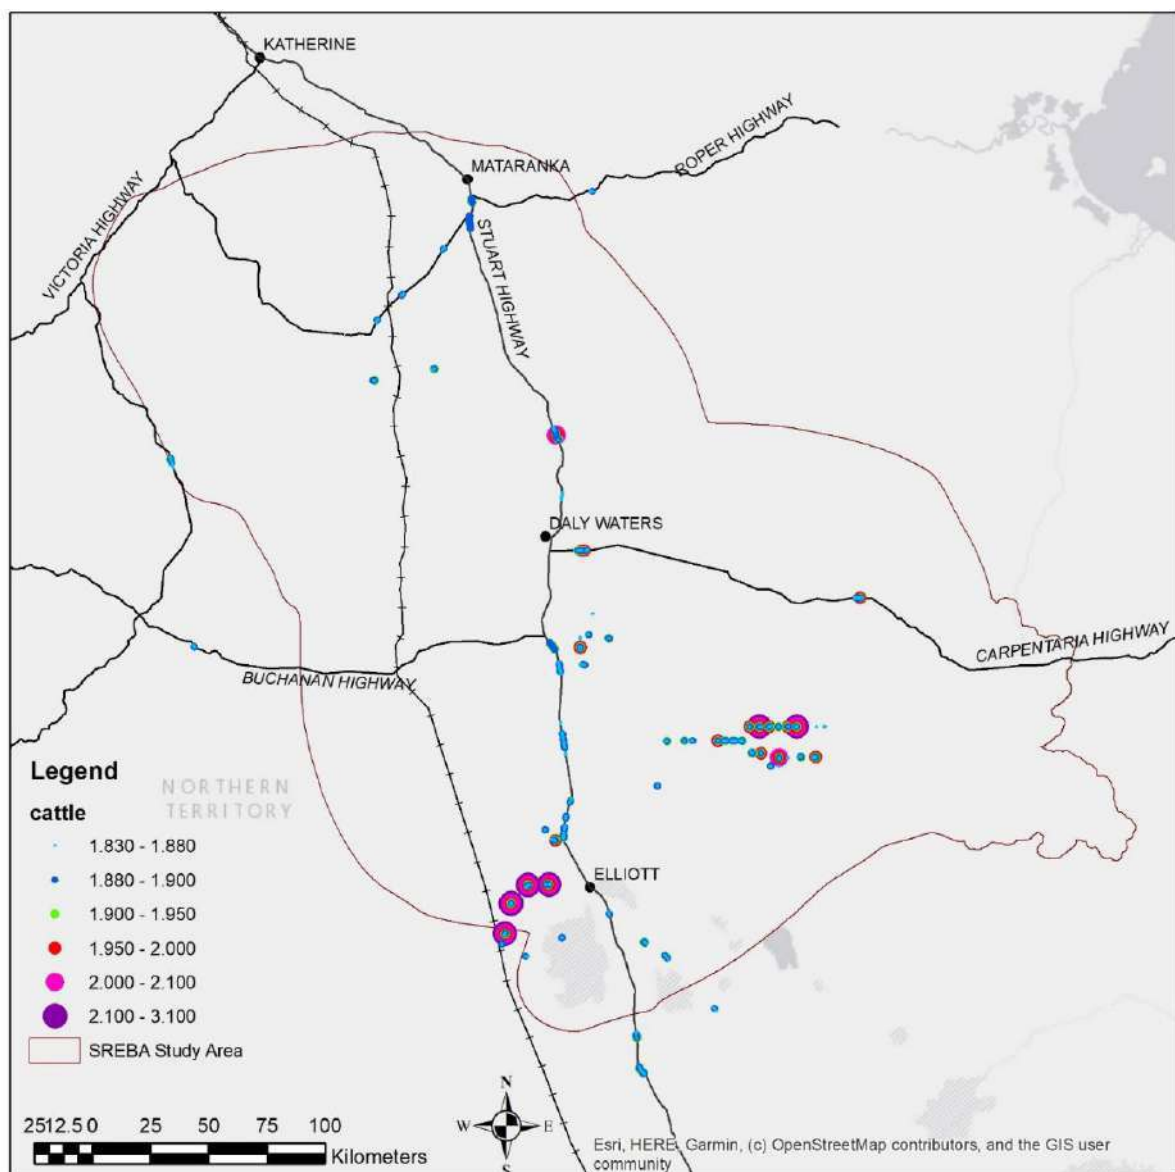 KATHERINE
MATARANKA
ROPER HIGHWAY
VICTORIA HIGHWAY
STUART HIGHWAY
DALY WATERS
CARPENTARIA HIGHWAY
BUCHANAN HIGHWAY
NORTHERN
TERRITORY
ELLIOTT
Legend
cattle
1.830 - 1.880
1.880 - 1.900
1.900 - 1.950
1.950 - 2.000
2.000 - 2.100
2.100 - 3.100
SREBA Study Area
N
W E
S
2512.5 0 25 50 75 100
Kilometers
Esri, HERE, Garmin, (c) OpenStreetMap contributors, and the GIS user
community